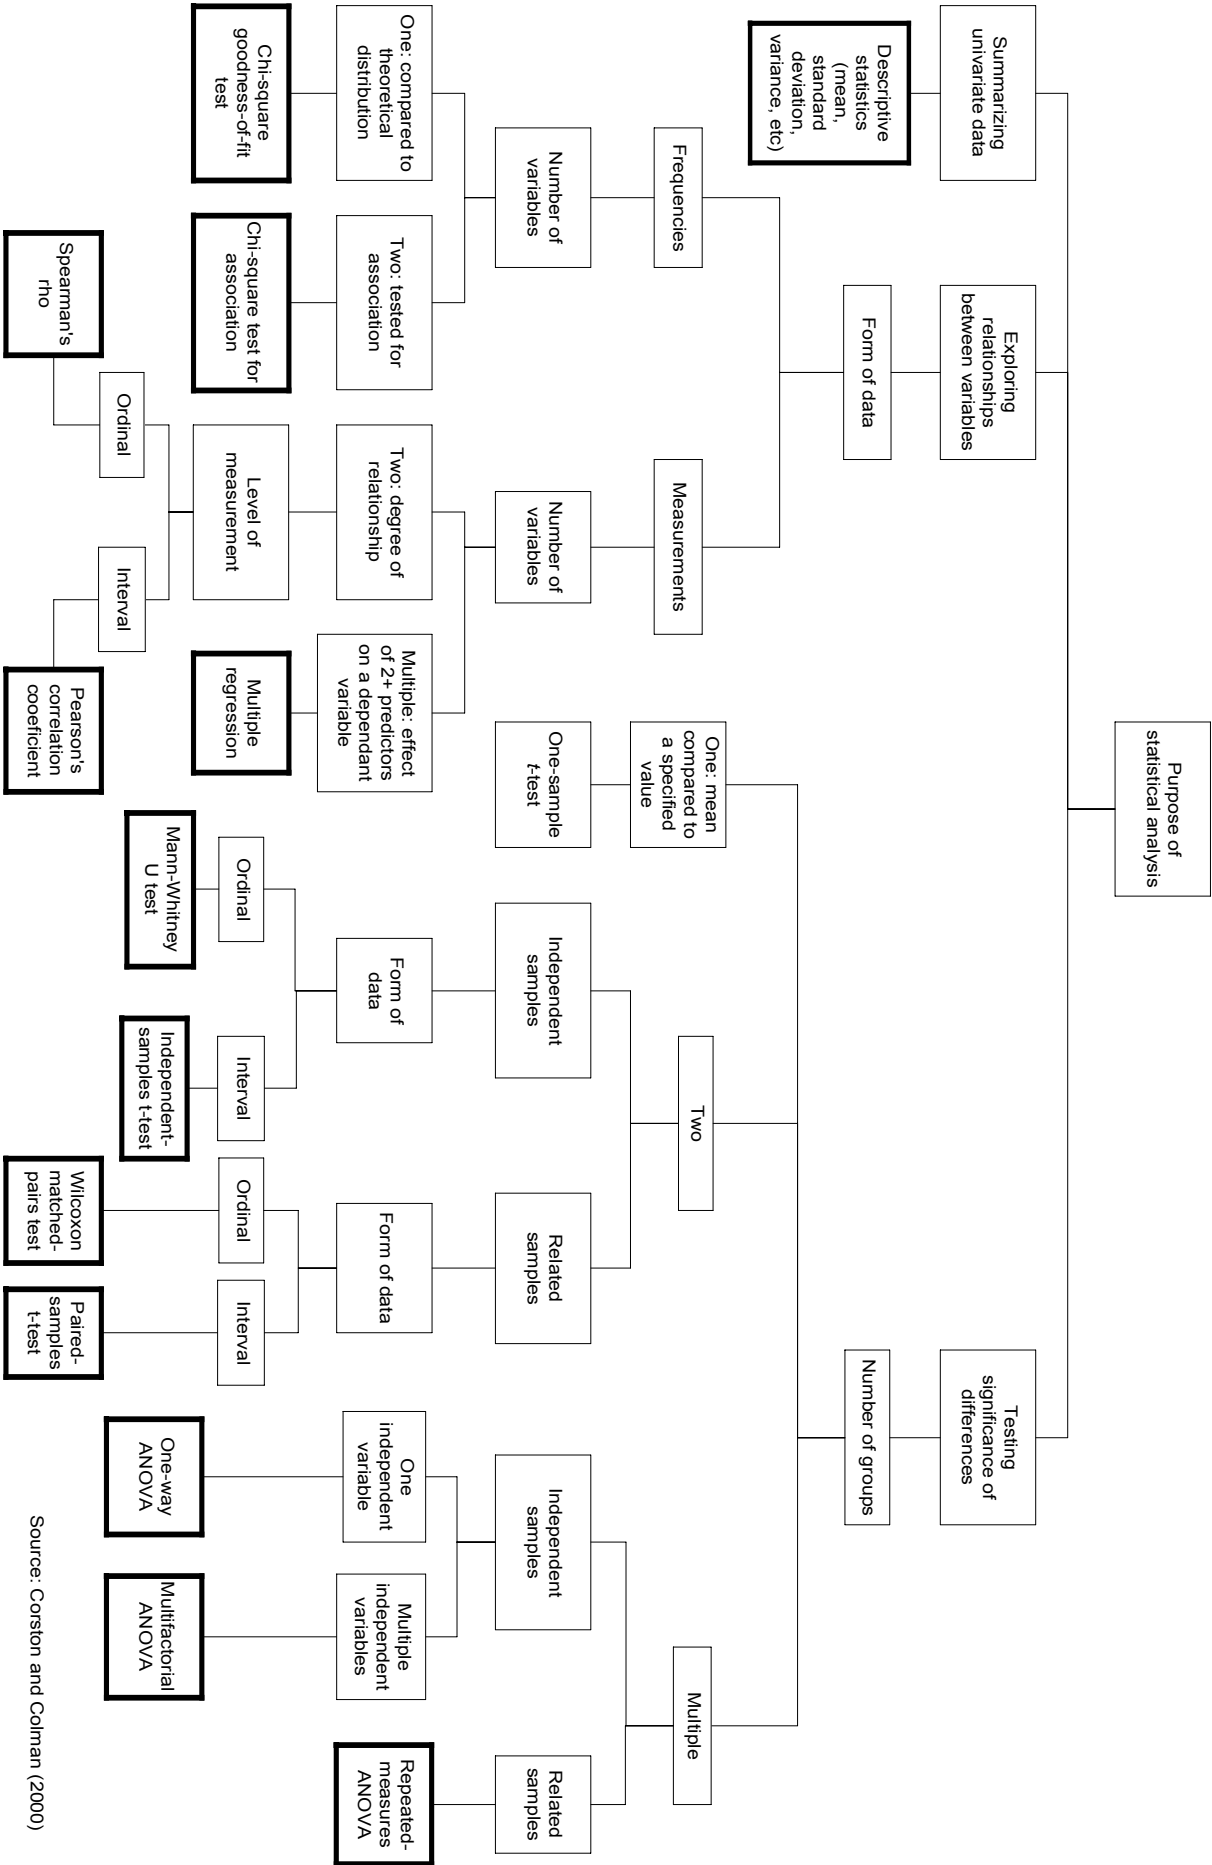 Purpose of
statistical analysis
Summarizing
univariate data
Exploring
relationships
between variables
Testing
significance of
differences
Descriptive
statistics
(mean,
standard
deviation,
variance, etc)
Form of data
Number of groups
Frequencies
Measurements
One: mean
compared to
a specified
value
Two
Multiple
Number of
variables
Number of
variables
One-sample
t-test
Independent
samples
Related
samples
Independent
samples
Related
samples
One: compared to
theoretical
distribution
Two: tested for
association
Two: degree of
relationship
Multiple: effect
of 2+ predictors
on a dependant
variable
Form of
data
Form of data
One
independent
variable
Multiple
independent
variables
Repeated-
measures
ANOVA
Chi-square
goodness-of-fit
test
Chi-square test for
association
Level of
measurement
Multiple
regression
Ordinal
Interval
Ordinal
Interval
Ordinal
Interval
Mann-Whitney
U test
Independent-
samples t-test
One-way
ANOVA
Multifactorial
ANOVA
Spearman's
rho
Pearson's
correlation
cooeficient
Wilcoxon
matched-
pairs test
Paired-
samples
t-test
Source: Corston and Colman (2000)